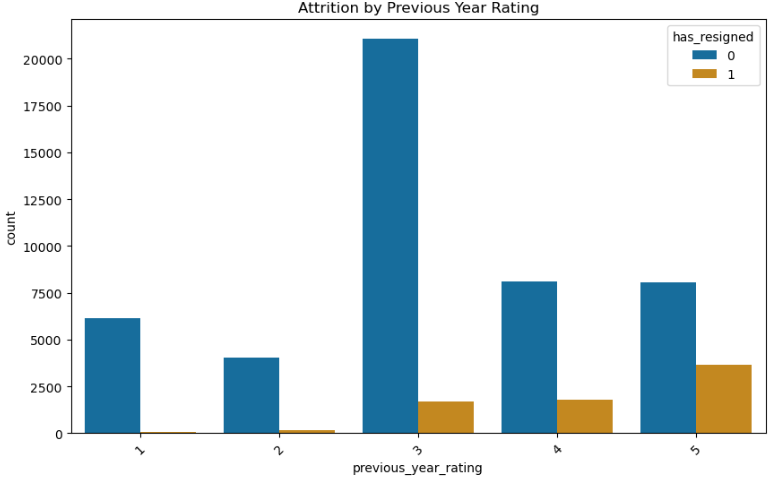 Attrition by Previous Year Rating
has_resigned
0
1
20000
17500
15000
12500
10000
7500
5000
2500
0
count
1 2 3 4 5
previous_year_rating